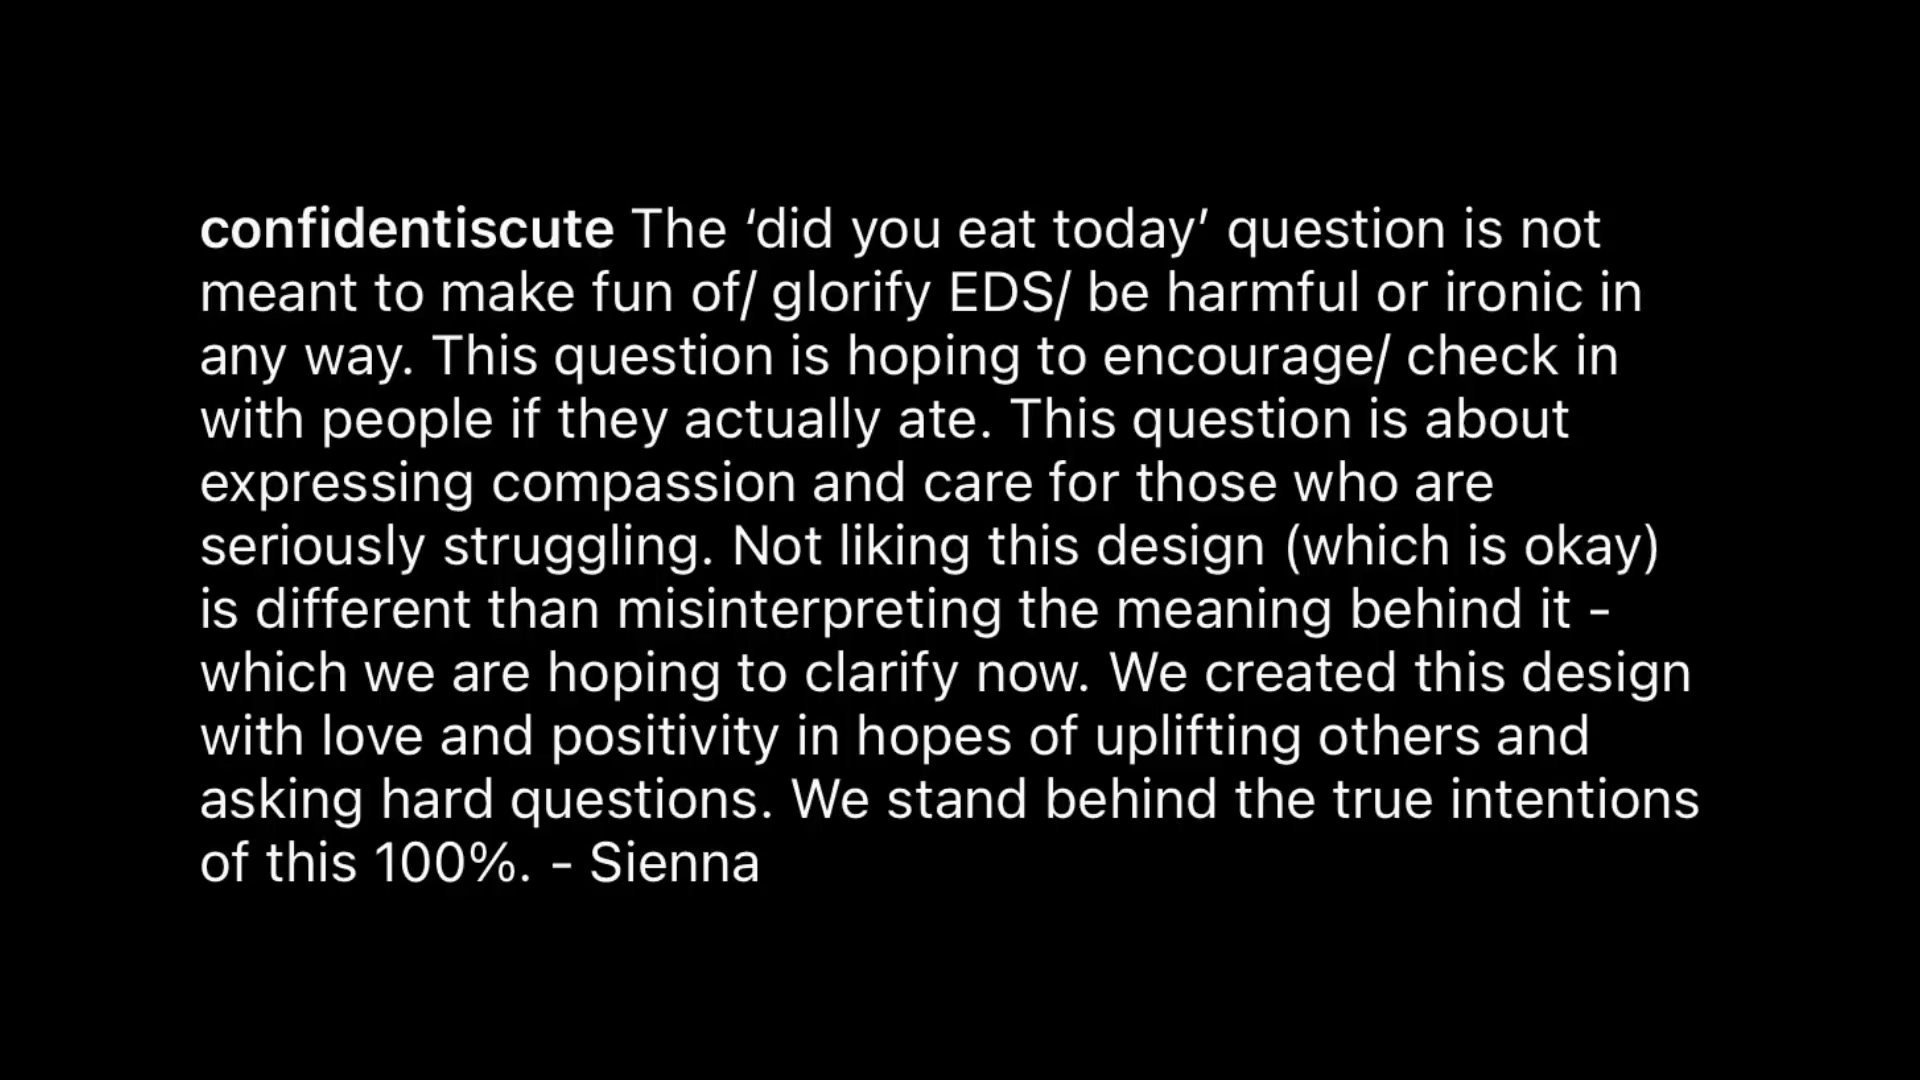 confidentiscute The ‘did you eat today’ question is not
meant to make fun of/ glorify EDS/ be harmful or ironic in
any way. This question is hoping to encourage/ check in
with people if they actually ate. This question is about
expressing compassion and care for those who are
seriously struggling. Not liking this design (which is okay)
is different than misinterpreting the meaning behind it -
which we are hoping to clarify now. We created this design
with love and positivity in hopes of uplifting others and
asking hard questions. We stand behind the true intentions
of this 100%. - Sienna